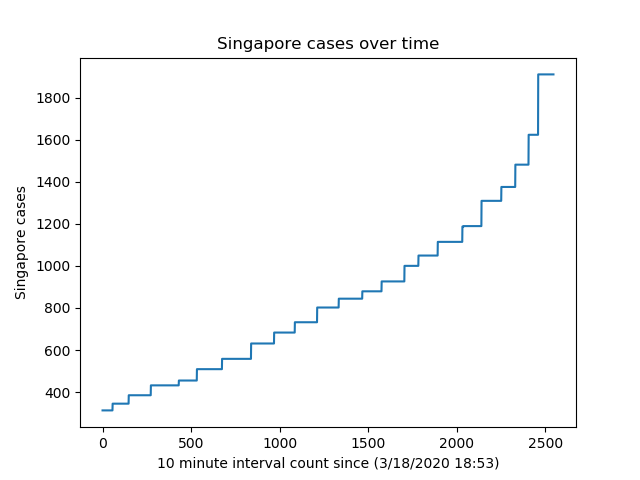 Singapore cases over time
Singapore cases
1800
1600
1400
1200
1000
800
600
400
0 500 1000 1500 2000 2500
10 minute interval count since (3/18/2020 18:53)